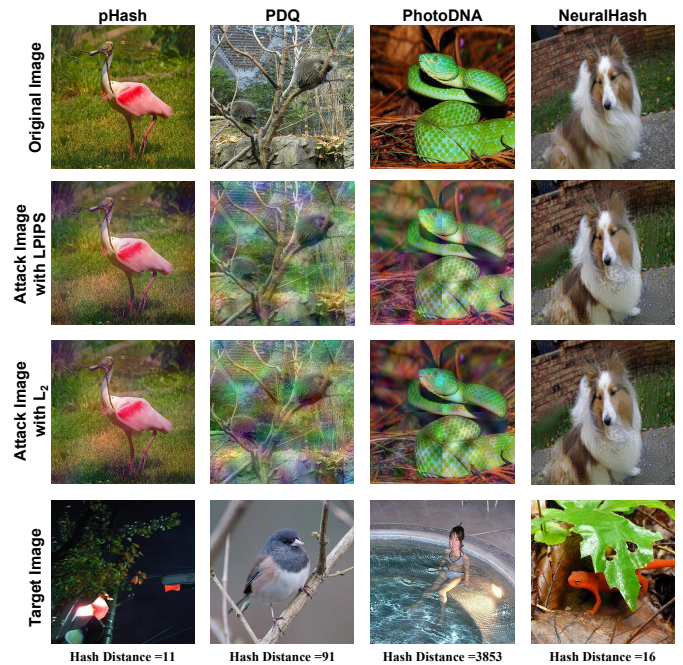 pHash PDQ PhotoDNA NeuralHash
Original Image
Attack Image
with LPIPS
Attack Image
with L₂
Target Image
Hash Distance =11 Hash Distance =91 Hash Distance =3853 Hash Distance =16